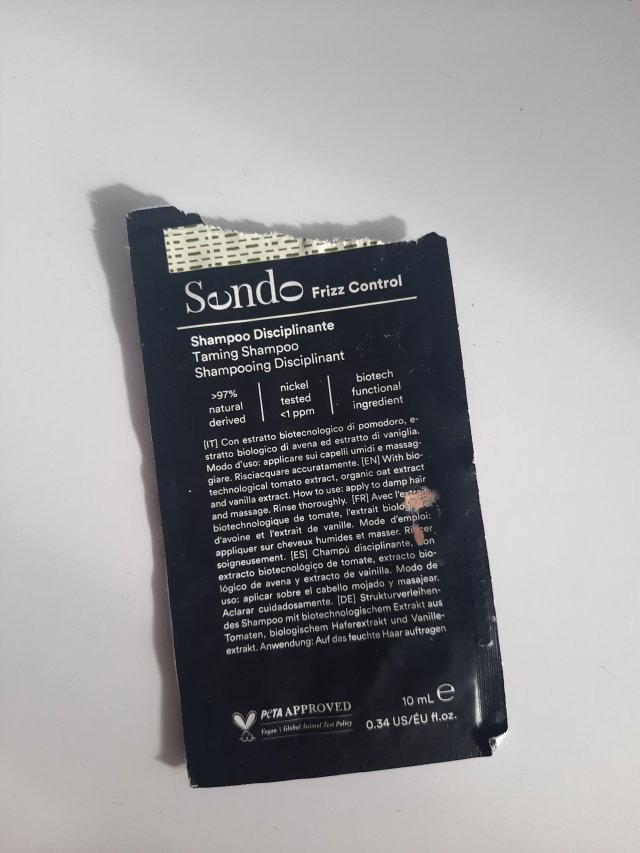 Sendo Frizz Control
Shampoo Disciplinante
Taming Shampoo
Shampooing Disciplinant
>97%
natural
derived
nickel
tested
<1 ppm
biotech
functional
ingredient
[IT] Con estratto biotecnologico di pomodoro, e-
stratto biologico di avena ed estratto di vaniglia.
Modo d'uso: applicare sui capelli umidi e massag-
giare. Risciacquare accuratamente. [EN] With bio-
technological tomato extract, organic oat extract
and vanilla extract. How to use: apply to damp hair
and massage. Rinse thoroughly. [FR] Avec
biotechnologique de tomate, l'extrait
d'avoine et l'extrait de vanille. Mode d'emploi:
appliquer sur cheveux humides et masser.
soigneusement. [ES] Champú disciplinante, con
extracto biotecnológico de tomate, extracto bio-
lógico de avena y extracto de vainilla. Modo de
uso: aplicar sobre el cabello mojado y masajear.
Aclarar cuidadosamente. [DE] Strukturverleihen-
des Shampoo mit biotechnologischem Extrakt aus
Tomaten, biologischem Haferextrakt und Vanille-
extrakt. Anwendung: Auf das feuchte Haar auftragen
PETA APPROVED
Vegan | Global Animal Test Policy
10 mL e
0.34 US/ÉU fl.oz.